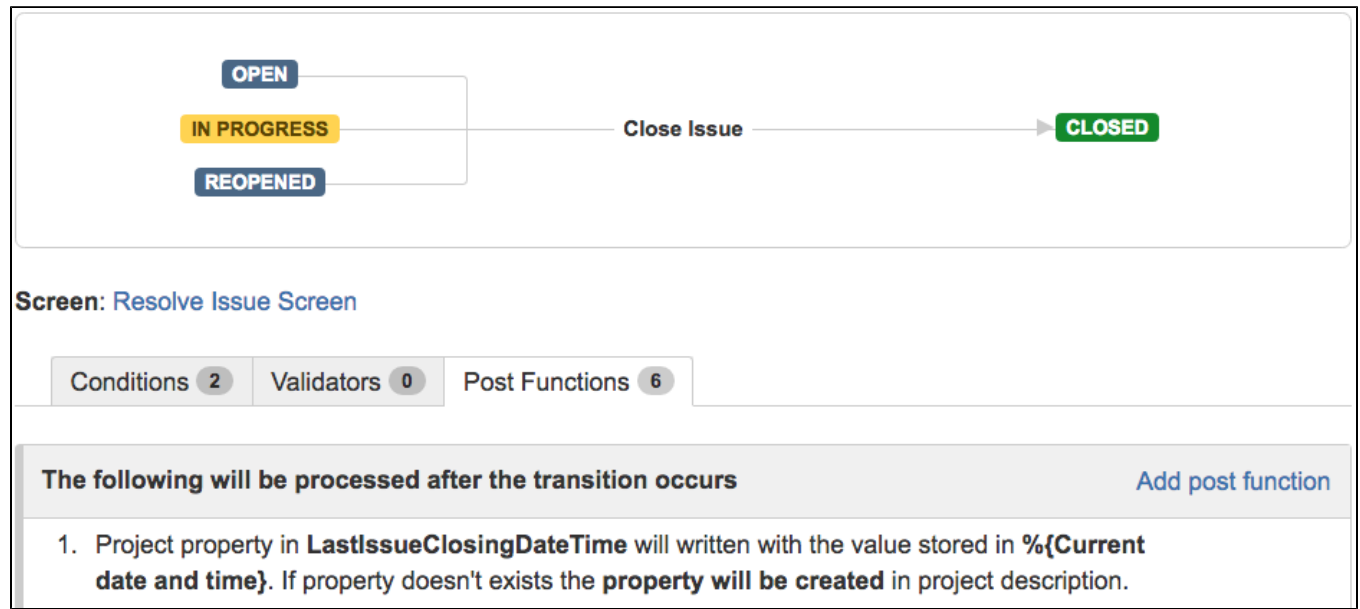 OPEN
IN PROGRESS
Close Issue
CLOSED
REOPENED
Screen: Resolve Issue Screen
Conditions 2 Validators 0 Post Functions 6
The following will be processed after the transition occurs
Add post function
1. Project property in LastIssueClosingDateTime will written with the value stored in %{Current
date and time}. If property doesn't exists the property will be created in project description.